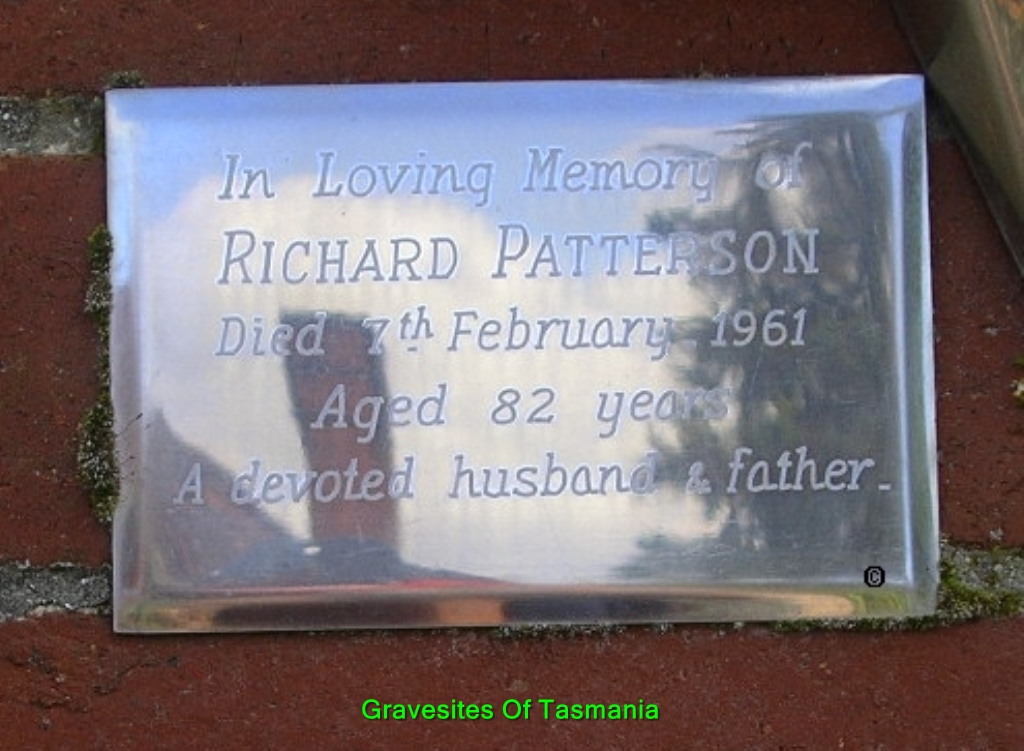 In Loving Memory of
RICHARD PATTERSON
Died 7th February 1961
Aged 82 years
A devoted husband & father.
©
Gravesites Of Tasmania